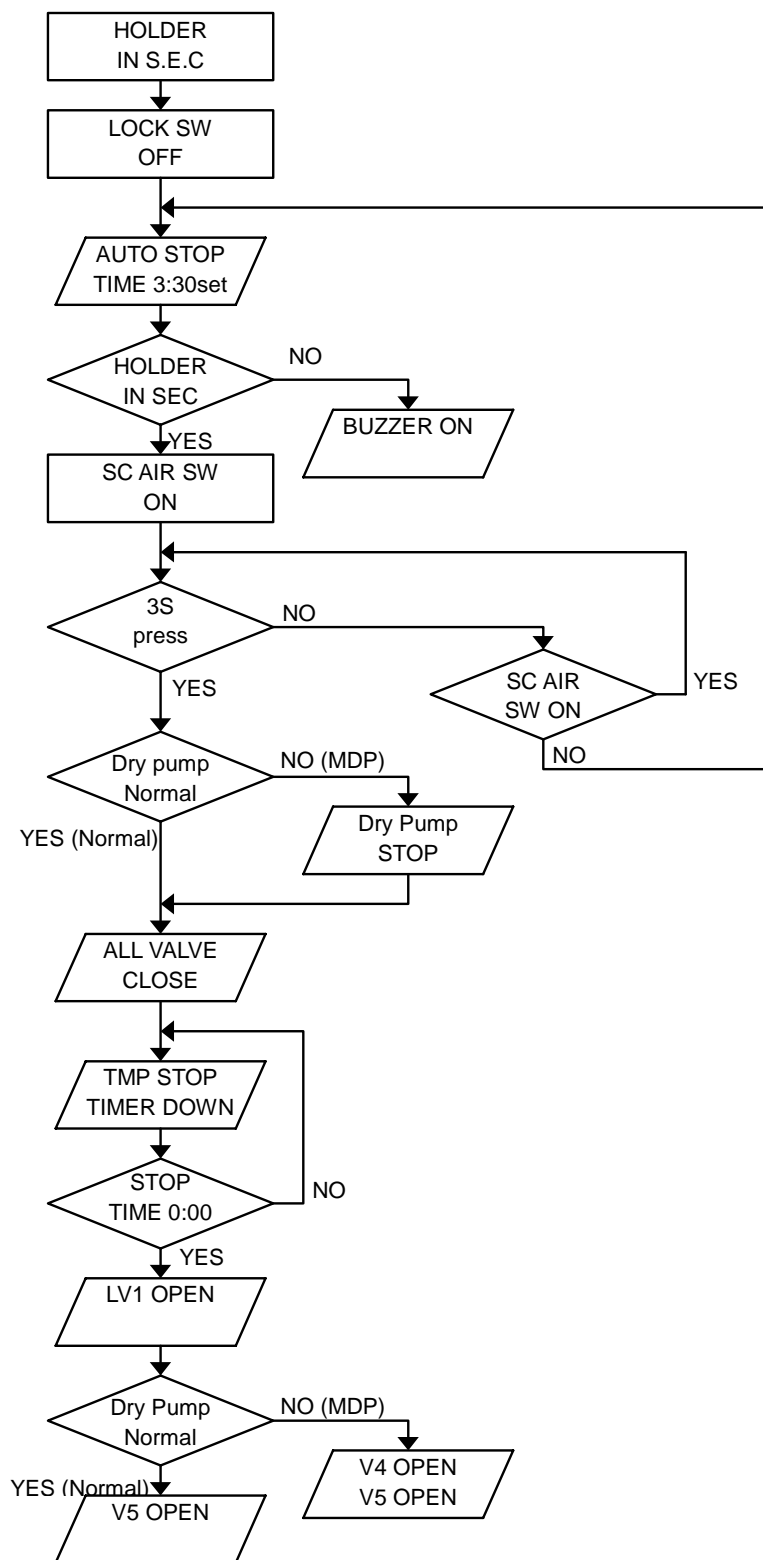 HOLDER
IN S.E.C
LOCK SW
OFF
AUTO STOP
TIME 3:30set
HOLDER
IN SEC
NO
BUZZER ON
YES
SC AIR SW
ON
3S
press
NO
YES
SC AIR
SW ON
YES
NO
Dry pump
Normal
NO (MDP)
YES (Normal)
Dry Pump
STOP
ALL VALVE
CLOSE
TMP STOP
TIMER DOWN
STOP
TIME 0:00
NO
YES
LV1 OPEN
Dry Pump
Normal
NO (MDP)
YES (Normal)
V4 OPEN
V5 OPEN
V5 OPEN